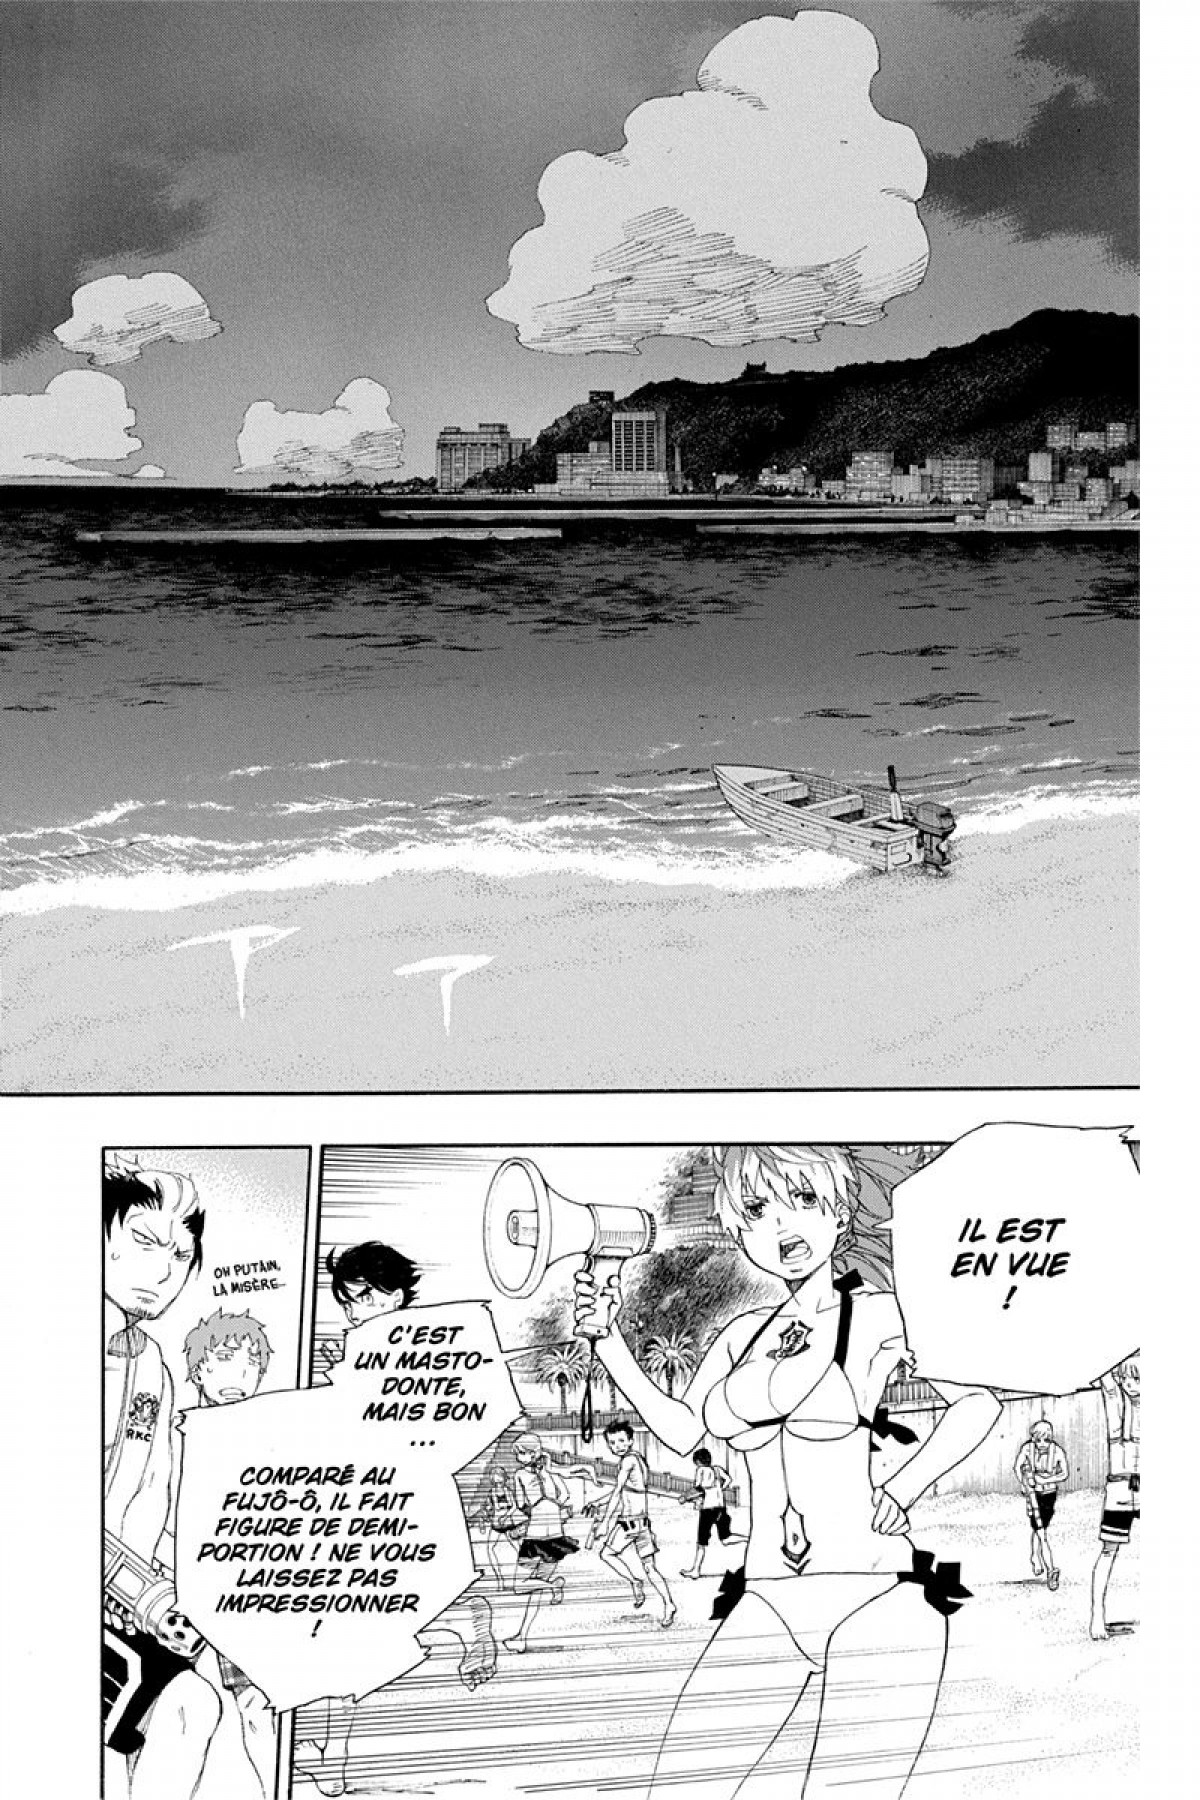 IL EST
EN VUE
!
C'EST
UN MASTO-
DONTE,
MAIS BON
...
COMPARÉ AU
FUJÔ-Ô, IL FAIT
FIGURE DE DEMI-
PORTION ! NE VOUS
LAISSEZ PAS
IMPRESSIONNER
!
OH PUTAIN,
LA MISÈRE...
RKC